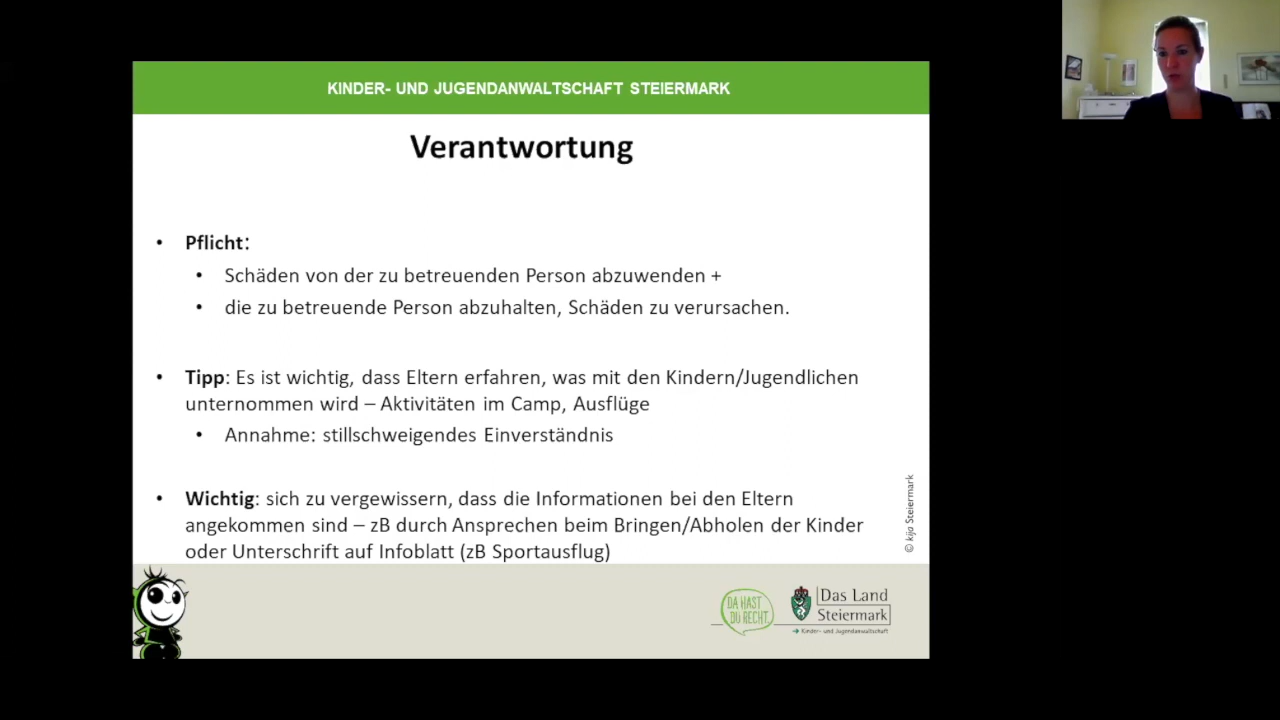 KINDER- UND JUGENDANWALTSCHAFT STEIERMARK
Verantwortung
• Pflicht:
• Schäden von der zu betreuenden Person abzuwenden +
• die zu betreuende Person abzuhalten, Schäden zu verursachen.
• Tipp: Es ist wichtig, dass Eltern erfahren, was mit den Kindern/Jugendlichen
unternommen wird – Aktivitäten im Camp, Ausflüge
• Annahme: stillschweigendes Einverständnis
• Wichtig: sich zu vergewissern, dass die Informationen bei den Eltern
angekommen sind – zB durch Ansprechen beim Bringen/Abholen der Kinder
oder Unterschrift auf Infoblatt (zB Sportausflug)
© kija Steiermark
DA HAST
DU RECHT
Das Land
Steiermark
→ Kinder- und Jugendanwaltschaft